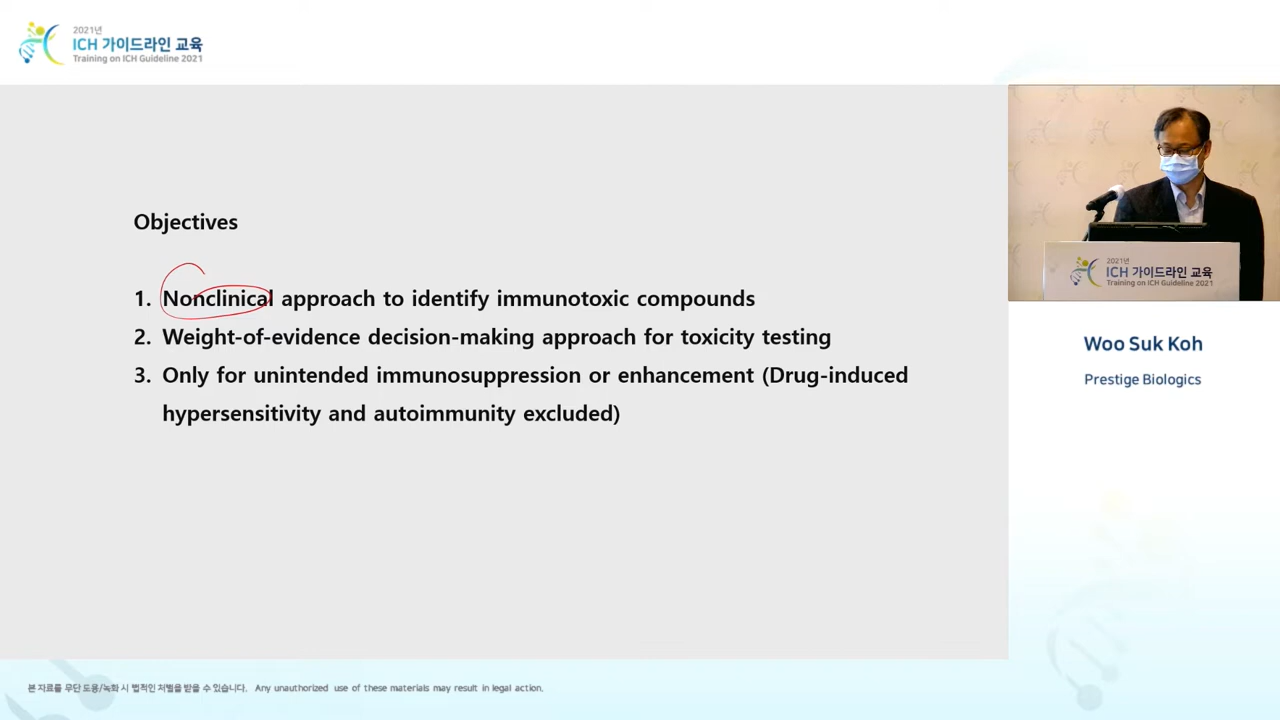 2021년
ICH 가이드라인 교육
Training on ICH Guideline 2021
Objectives
1. Nonclinical approach to identify immunotoxic compounds
2. Weight-of-evidence decision-making approach for toxicity testing
3. Only for unintended immunosuppression or enhancement (Drug-induced
hypersensitivity and autoimmunity excluded)
2021년
ICH 가이드라인 교육
Training on ICH Guideline 2021
Woo Suk Koh
Prestige Biologics
본 자료를 무단 도용/녹화 시 법적인 처벌을 받을 수 있습니다. Any unauthorized use of these materials may result in legal action.